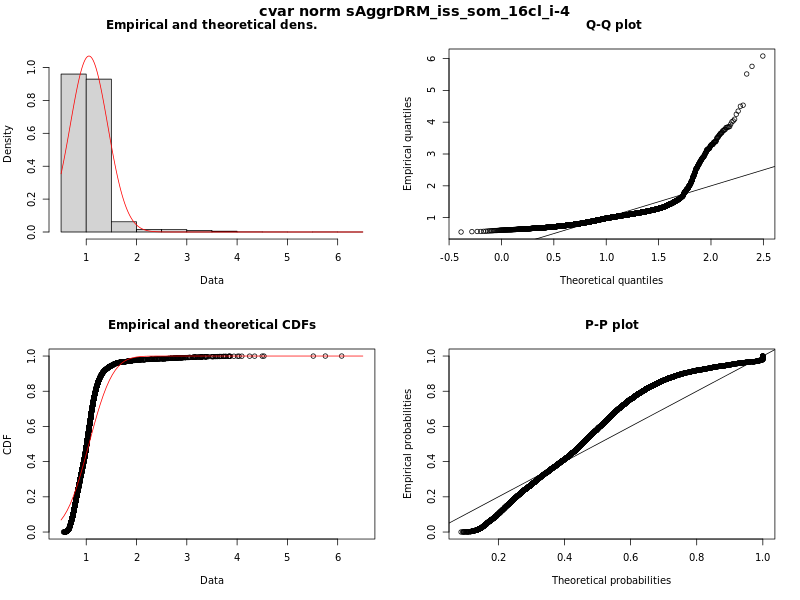 cvar norm sAggrDRM_iss_som_16cl_i-4
Empirical and theoretical dens.
Density
0.0 0.2 0.4 0.6 0.8 1.0
1 2 3 4 5 6
Data
Q-Q plot
Empirical quantiles
1 2 3 4 5 6
-0.5 0.0 0.5 1.0 1.5 2.0 2.5
Theoretical quantiles
Empirical and theoretical CDFs
CDF
0.0 0.2 0.4 0.6 0.8 1.0
1 2 3 4 5 6
Data
P-P plot
Empirical probabilities
0.0 0.2 0.4 0.6 0.8 1.0
0.2 0.4 0.6 0.8 1.0
Theoretical probabilities